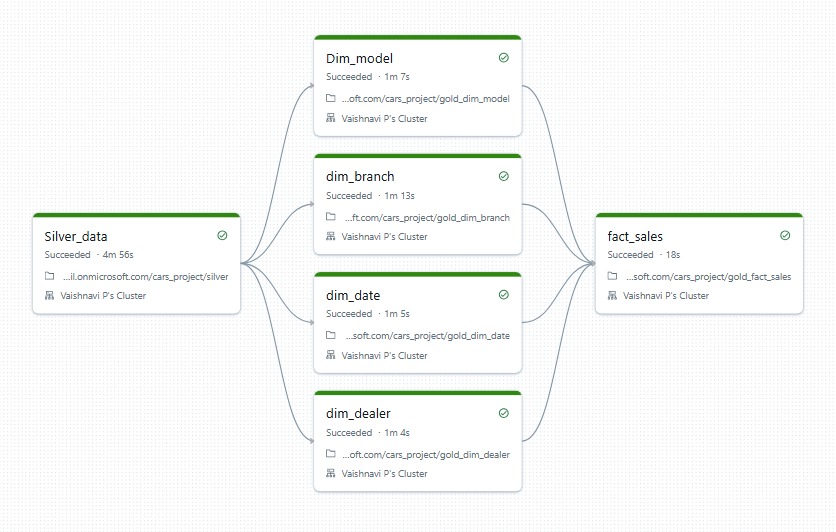 Silver_data
Succeeded · 4m 56s
...il.onmicrosoft.com/cars_project/silver
Vaishnavi P's Cluster
Dim_model
Succeeded · 1m 7s
...oft.com/cars_project/gold_dim_model
Vaishnavi P's Cluster
dim_branch
Succeeded · 1m 13s
...ft.com/cars_project/gold_dim_branch
Vaishnavi P's Cluster
dim_date
Succeeded · 1m 5s
...soft.com/cars_project/gold_dim_date
Vaishnavi P's Cluster
dim_dealer
Succeeded · 1m 4s
...oft.com/cars_project/gold_dim_dealer
Vaishnavi P's Cluster
fact_sales
Succeeded · 18s
...soft.com/cars_project/gold_fact_sales
Vaishnavi P's Cluster